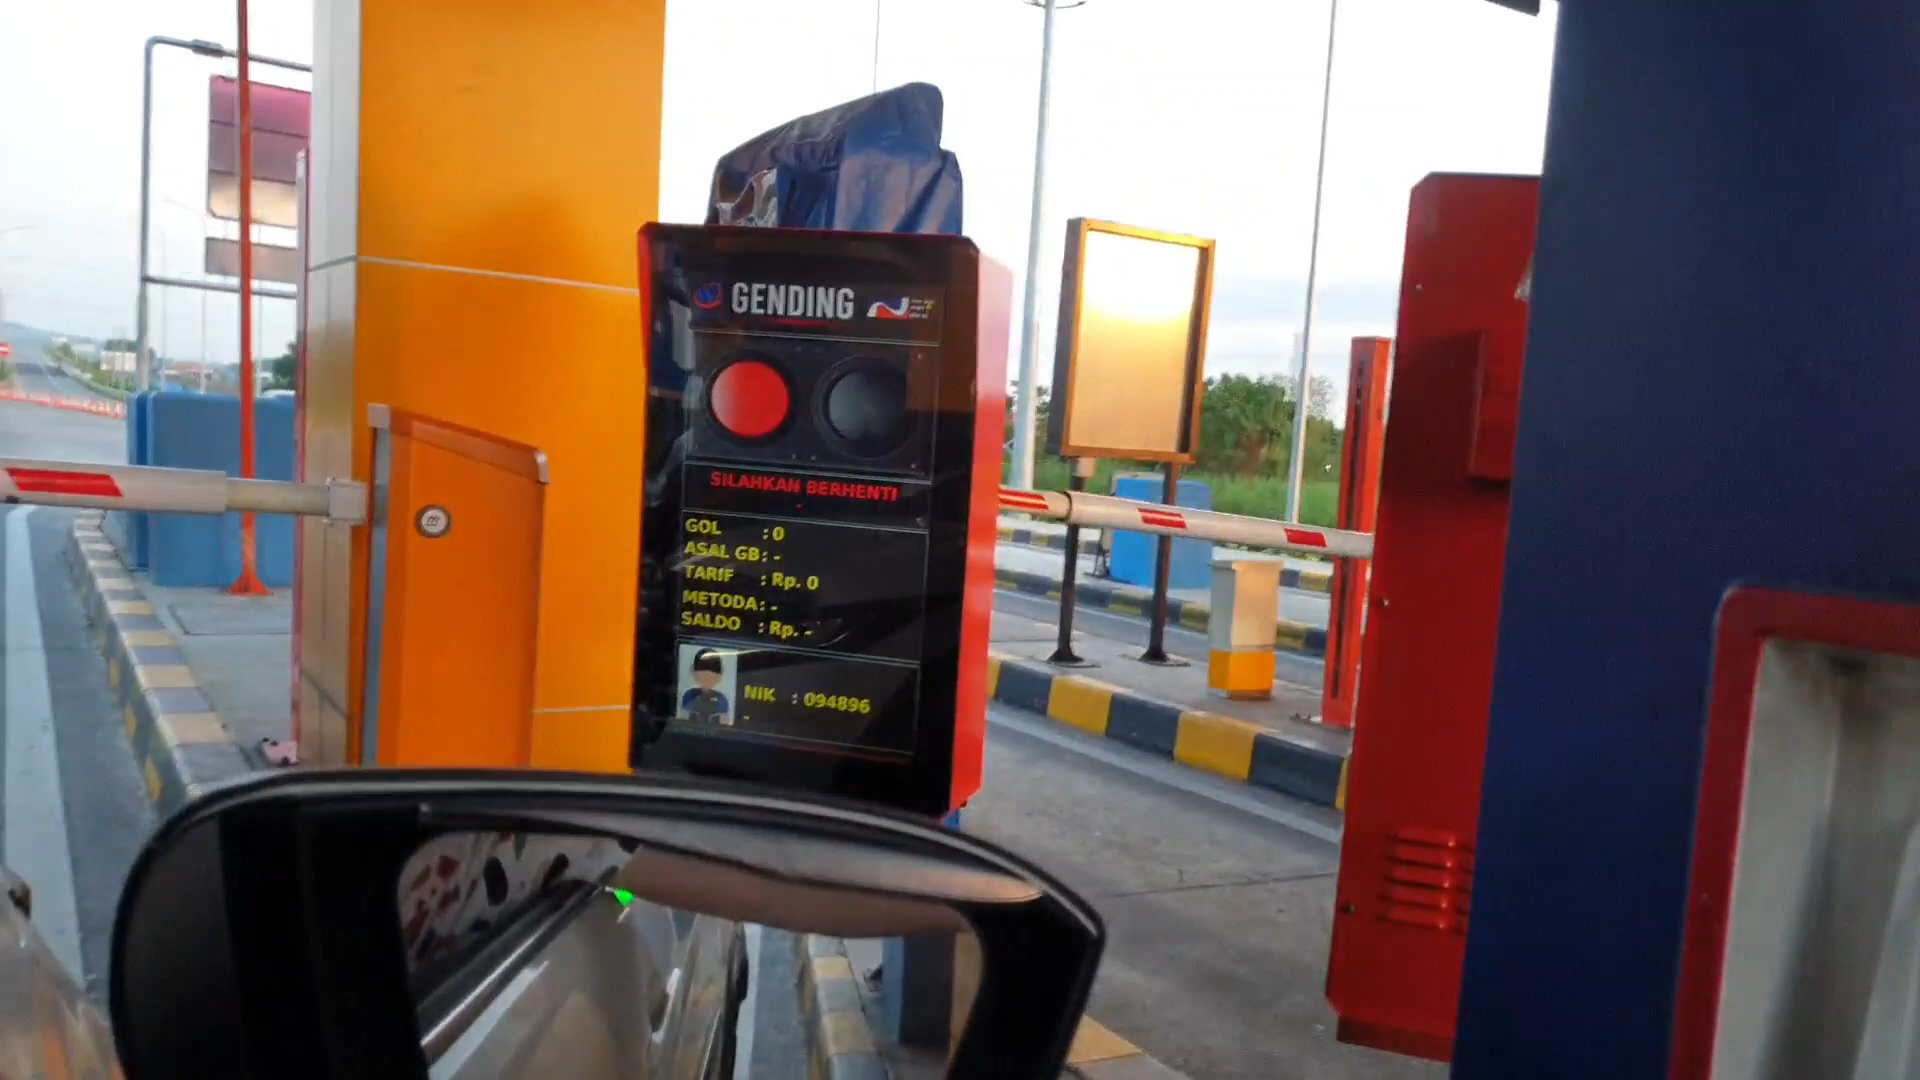 GENDING
SILAHKAN BERHENTI
GOL : 0
ASAL GB : -
TARIF : Rp. 0
METODA : -
SALDO : Rp. -
NIK : 094896
-